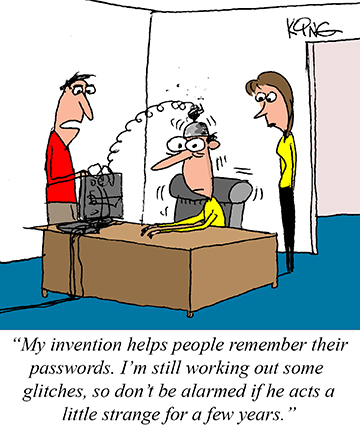 KPNG
“My invention helps people remember their
passwords. I’m still working out some
glitches, so don’t be alarmed if he acts a
little strange for a few years.”